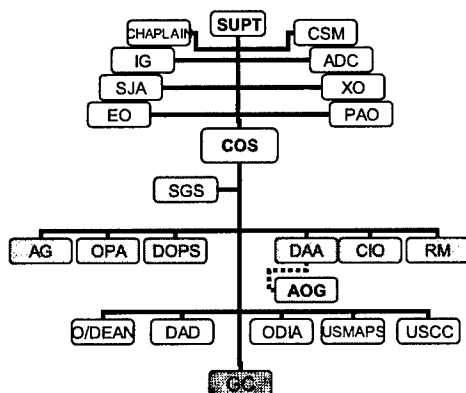 SUPT
CHAPLAIN CSM
IG ADC
SJA XO
EO PAO
COS
SGS
AG OPA DOPS DAA CIO RM
AOG
O/DEAN DAD ODIA USMAPS USCC
GC